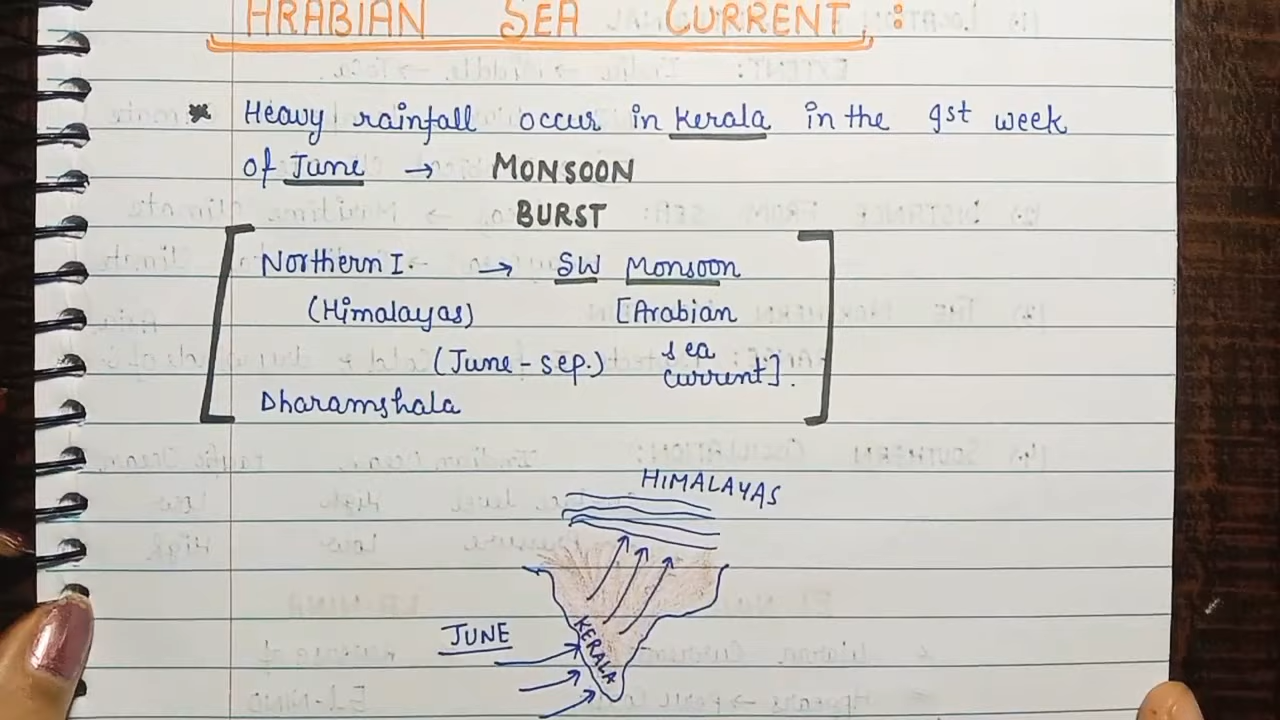 ARABIAN SEA CURRENT :
* Heavy rainfall occur in Kerala in the 1st week
of June → MONSOON
BURST
Northern I. → SW Monsoon
(Himalayas) [Arabian
(June - Sep.) sea
current].
Dharamshala
HIMALAYAS
JUNE
KERALA